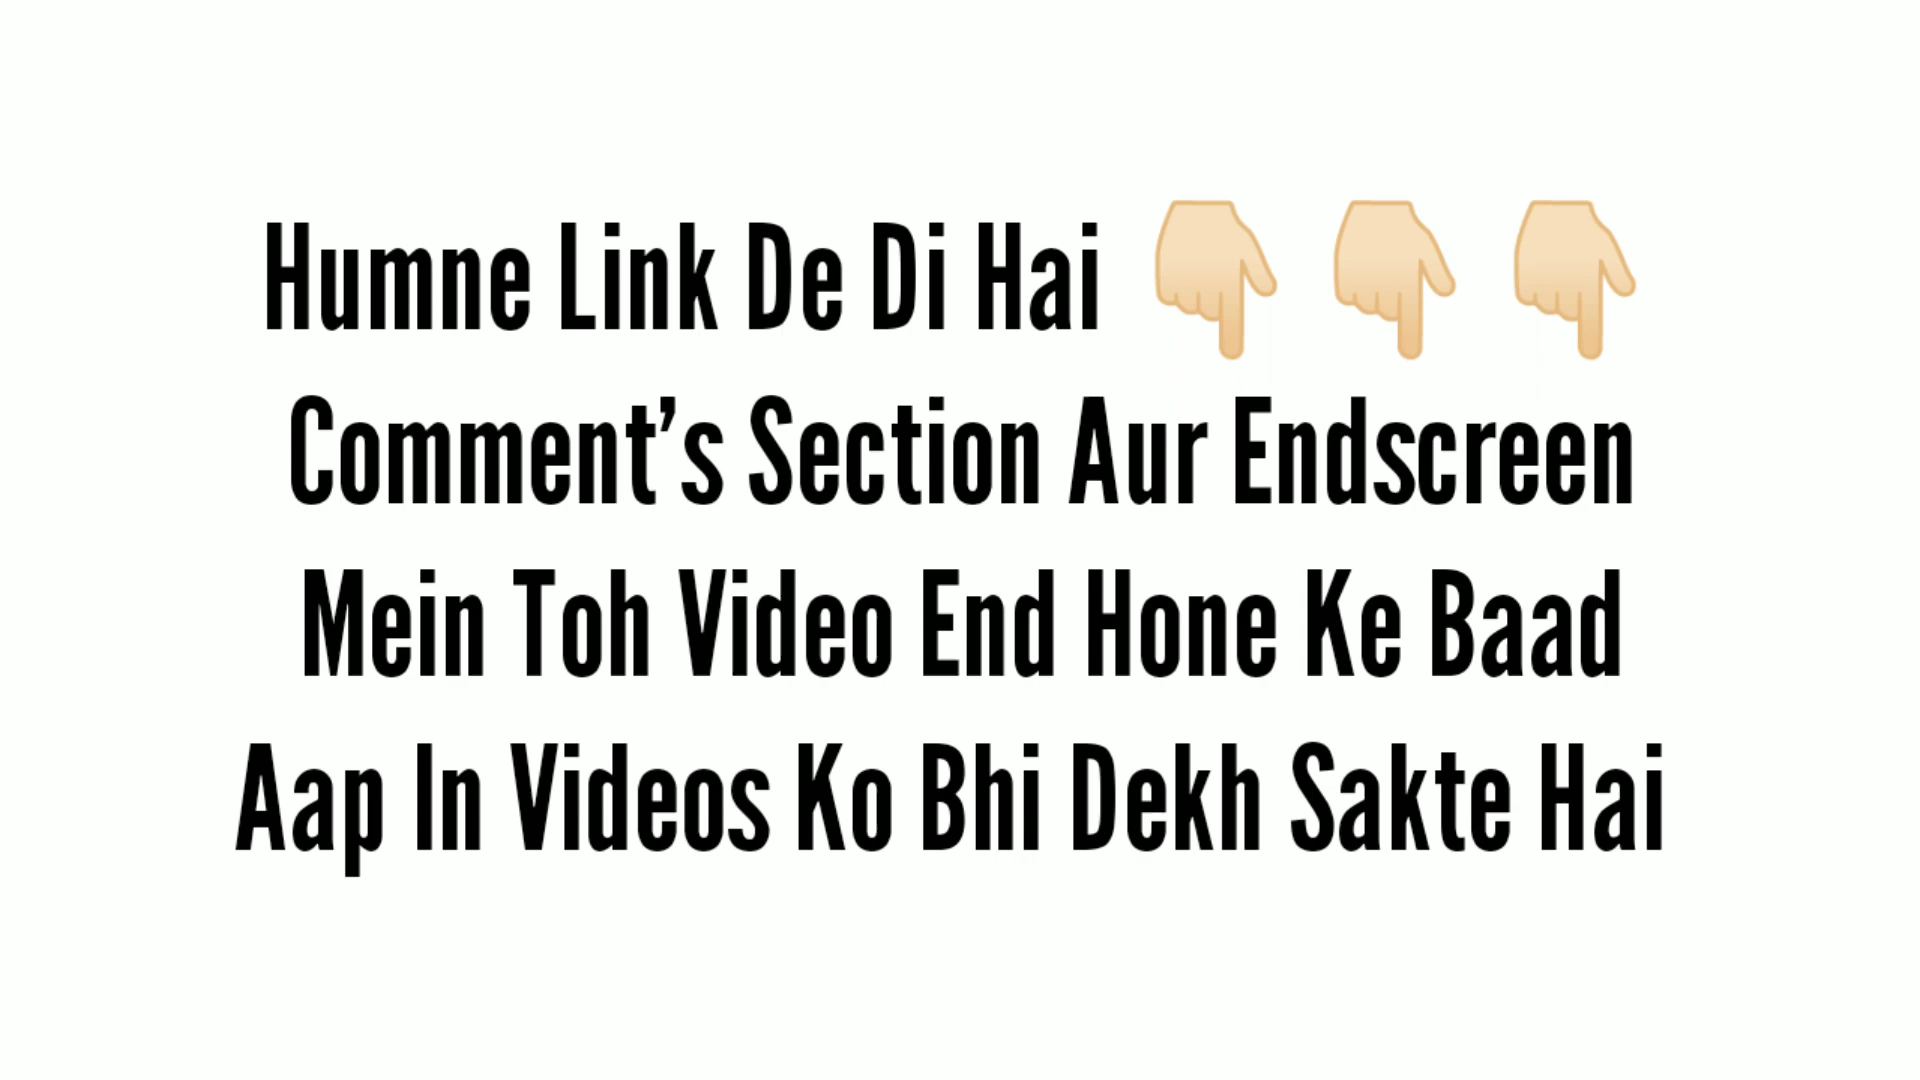 Humne Link De Di Hai 👇🏼 👇🏼 👇🏼
Comment’s Section Aur Endscreen
Mein Toh Video End Hone Ke Baad
Aap In Videos Ko Bhi Dekh Sakte Hai